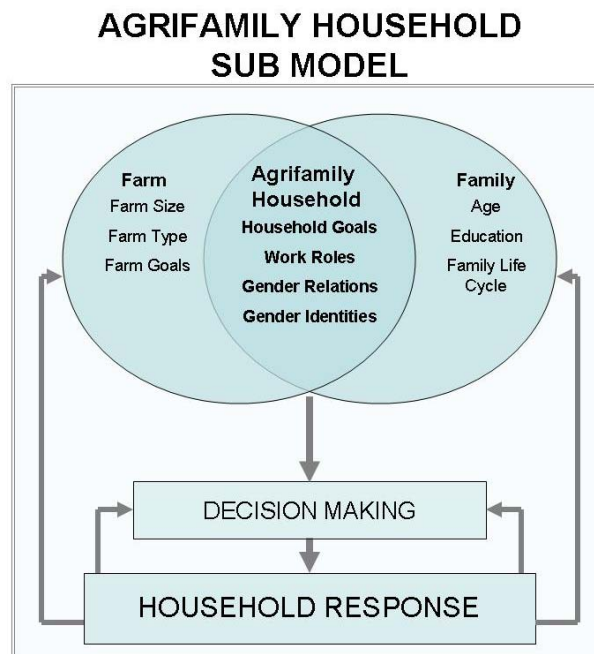 AGRIFAMILY HOUSEHOLD
SUB MODEL
Farm
Farm Size
Farm Type
Farm Goals
Agrifamily
Household
Household Goals
Work Roles
Gender Relations
Gender Identities
Family
Age
Education
Family Life
Cycle
DECISION MAKING
HOUSEHOLD RESPONSE